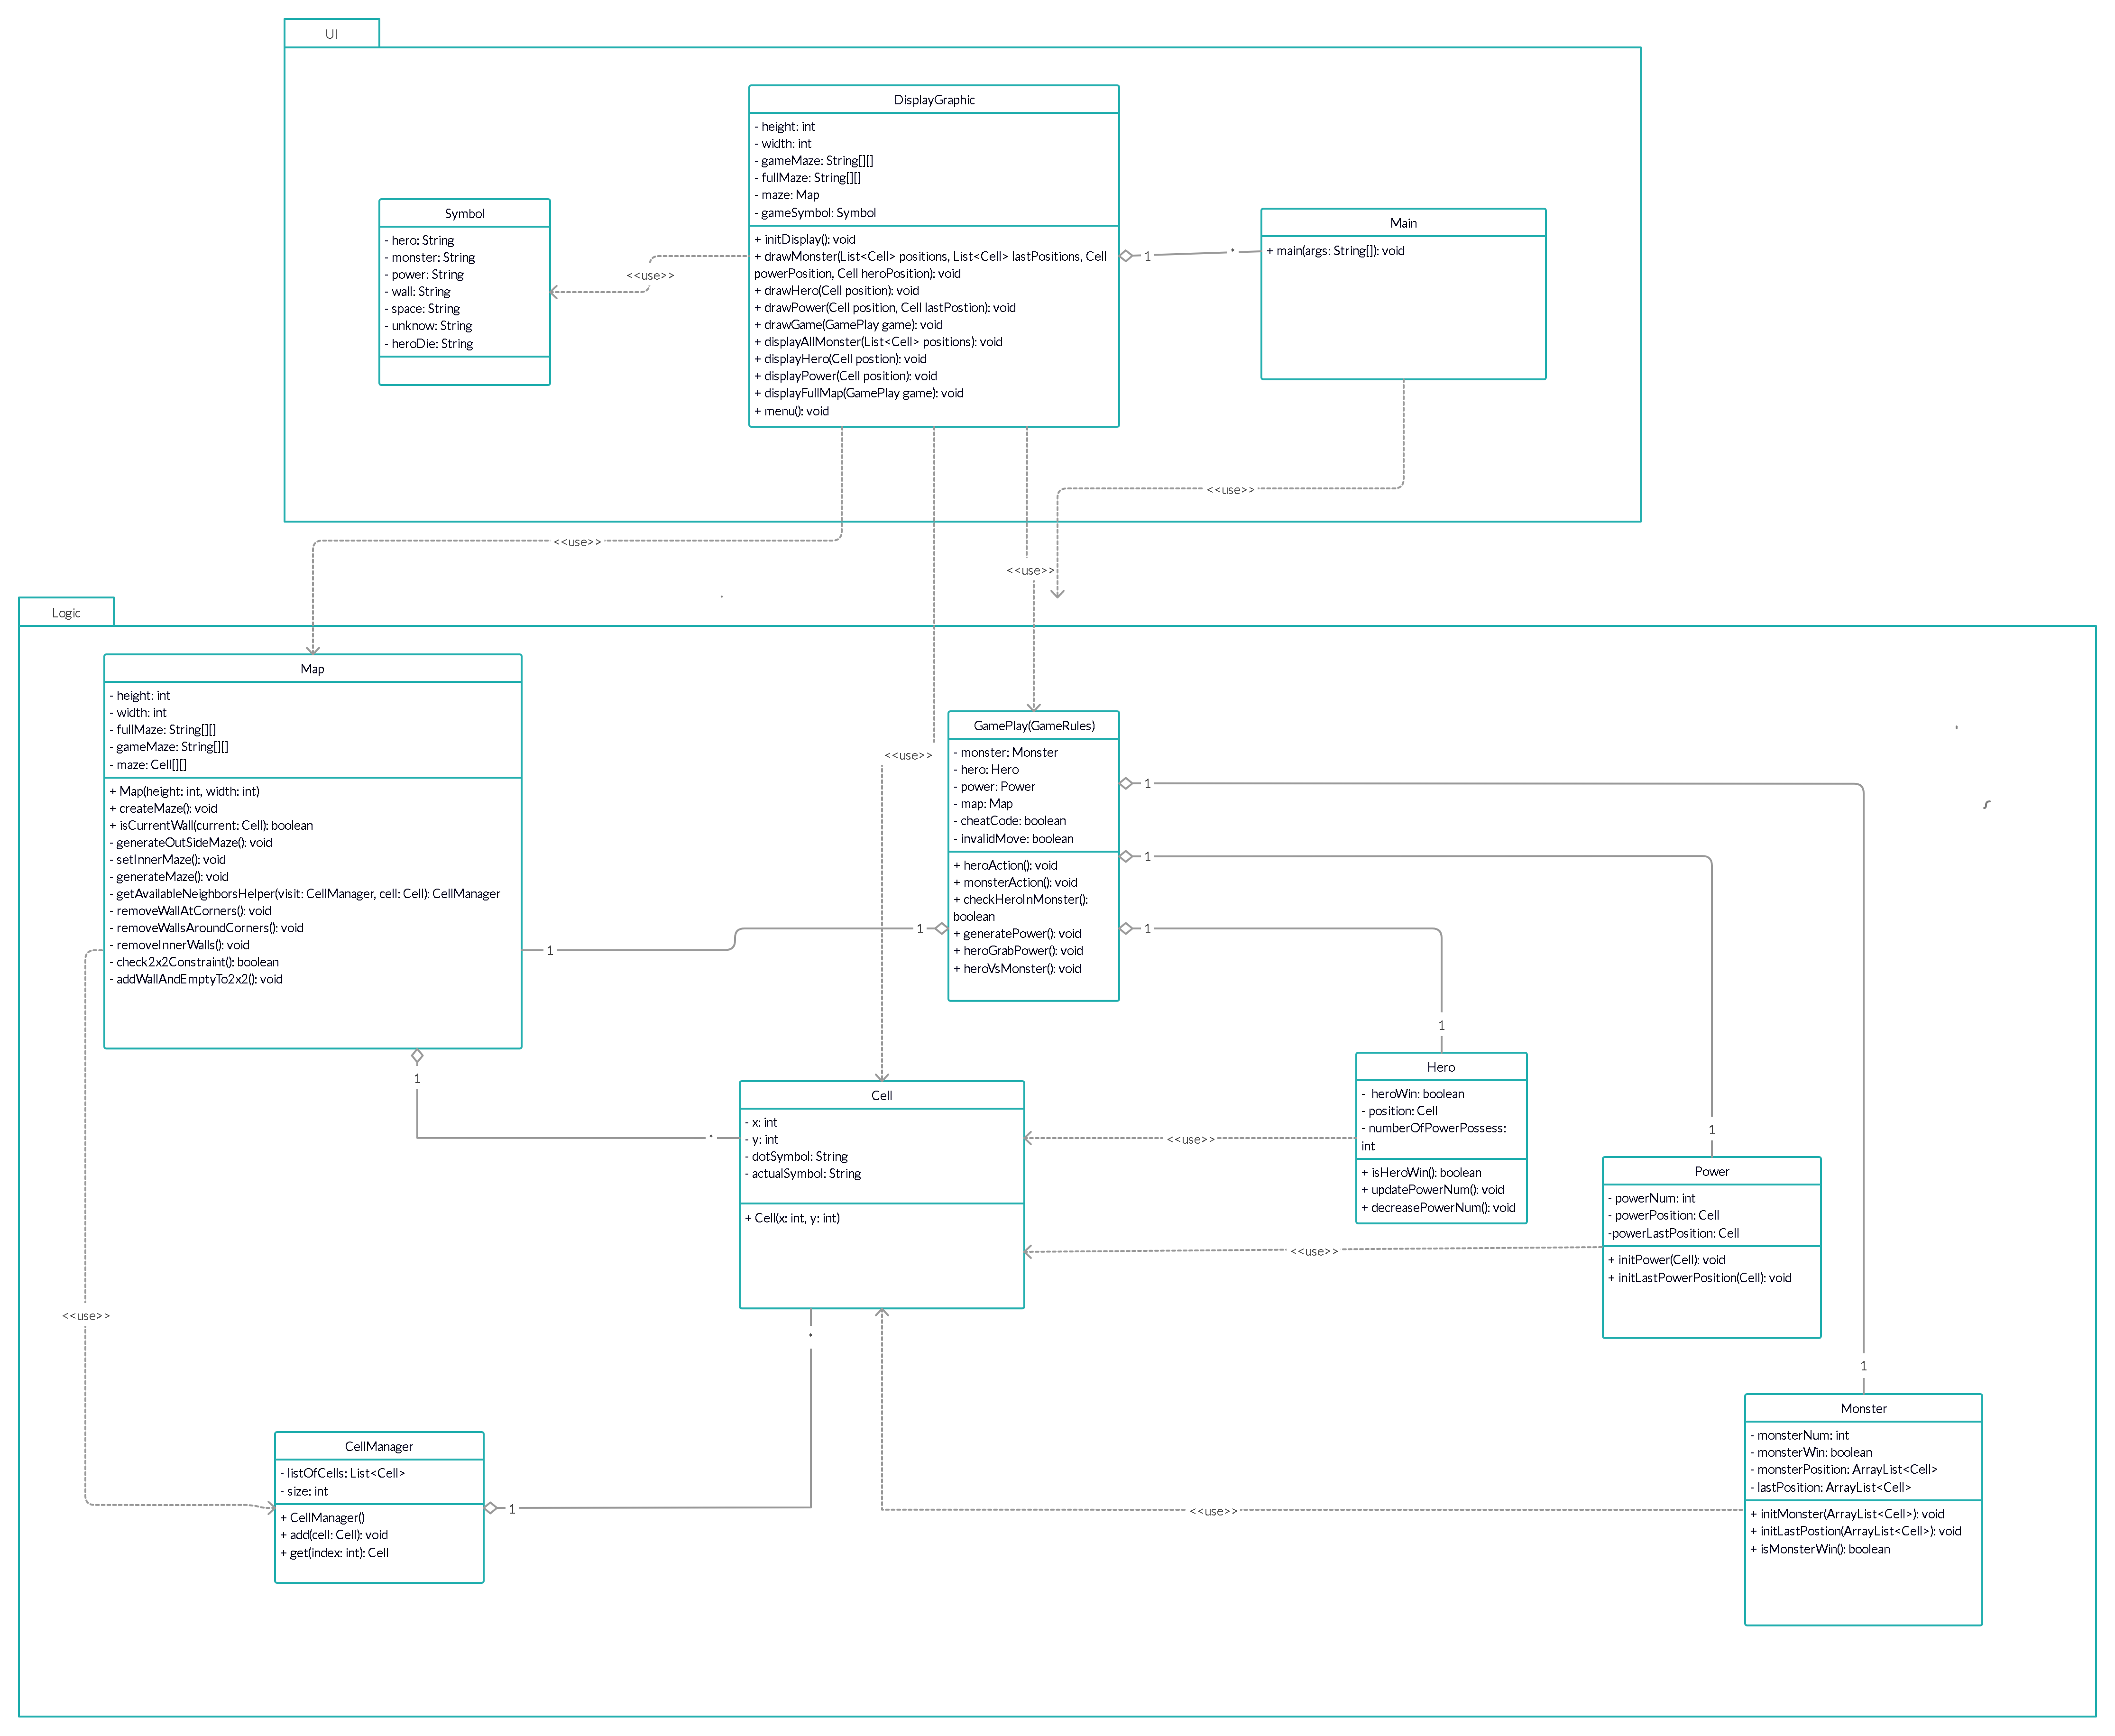 UI
DisplayGraphic
- height: int
- width: int
- gameMaze: String[][]
- fullMaze: String[][]
- maze: Map
- gameSymbol: Symbol
+ initDisplay(): void
+ drawMonster(List<Cell> positions, List<Cell> lastPositions, Cell
powerPosition, Cell heroPosition): void
+ drawHero(Cell position): void
+ drawPower(Cell position, Cell lastPostion): void
+ drawGame(GamePlay game): void
+ displayAllMonster(List<Cell> positions): void
+ displayHero(Cell postion): void
+ displayPower(Cell position): void
+ displayFullMap(GamePlay game): void
+ menu(): void
Symbol
- hero: String
- monster: String
- power: String
- wall: String
- space: String
- unknow: String
- heroDie: String
<<use>>
1
*
Main
+ main(args: String[]): void
<<use>>
<<use>>
<<use>>
Logic
Map
- height: int
- width: int
- fullMaze: String[][]
- gameMaze: String[][]
- maze: Cell[][]
+ Map(height: int, width: int)
+ createMaze(): void
+ isCurrentWall(current: Cell): boolean
- generateOutSideMaze(): void
- setInnerMaze(): void
- generateMaze(): void
- getAvailableNeighborsHelper(visit: CellManager, cell: Cell): CellManager
- removeWallAtCorners(): void
- removeWallsAroundCorners(): void
- removeInnerWalls(): void
- check2x2Constraint(): boolean
- addWallAndEmptyTo2x2(): void
<<use>>
GamePlay(GameRules)
- monster: Monster
- hero: Hero
- power: Power
- map: Map
- cheatCode: boolean
- invalidMove: boolean
+ heroAction(): void
+ monsterAction(): void
+ checkHeroInMonster():
boolean
+ generatePower(): void
+ heroGrabPower(): void
+ heroVsMonster(): void
1
1
1
1
1
1
1
1
1
*
Cell
- x: int
- y: int
- dotSymbol: String
- actualSymbol: String
+ Cell(x: int, y: int)
<<use>>
Hero
- heroWin: boolean
- position: Cell
- numberOfPowerPossess:
int
+ isHeroWin(): boolean
+ updatePowerNum(): void
+ decreasePowerNum(): void
<<use>>
Power
- powerNum: int
- powerPosition: Cell
-powerLastPosition: Cell
+ initPower(Cell): void
+ initLastPowerPosition(Cell): void
<<use>>
*
CellManager
- listOfCells: List<Cell>
- size: int
+ CellManager()
+ add(cell: Cell): void
+ get(index: int): Cell
1
<<use>>
Monster
- monsterNum: int
- monsterWin: boolean
- monsterPosition: ArrayList<Cell>
- lastPosition: ArrayList<Cell>
+ initMonster(ArrayList<Cell>): void
+ initLastPostion(ArrayList<Cell>): void
+ isMonsterWin(): boolean